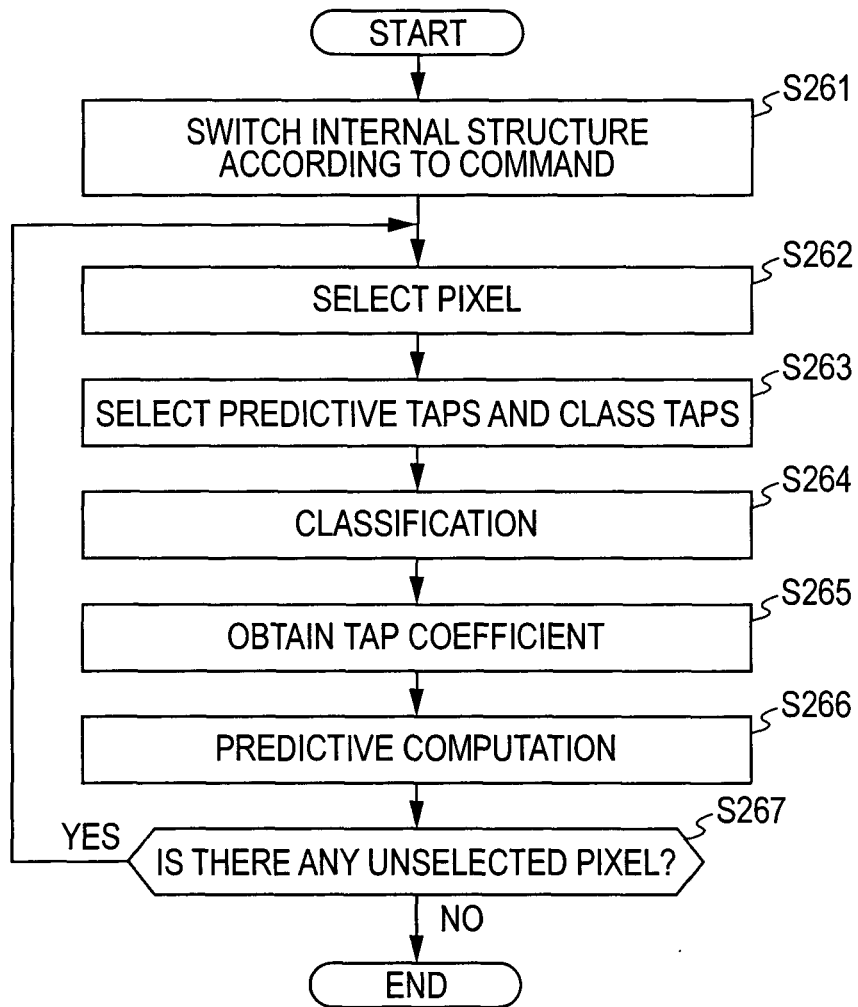 START
S261
SWITCH INTERNAL STRUCTURE
ACCORDING TO COMMAND
S262
SELECT PIXEL
S263
SELECT PREDICTIVE TAPS AND CLASS TAPS
S264
CLASSIFICATION
S265
OBTAIN TAP COEFFICIENT
S266
PREDICTIVE COMPUTATION
S267
YES
IS THERE ANY UNSELECTED PIXEL?
NO
END